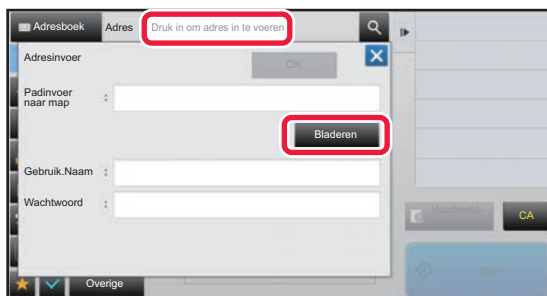 Adresboek Adres Druk in om adres in te voeren
Adresinvoer OK
Padinvoer
naar map :
Bladeren
Gebruik.Naam :
Wachtwoord :
Voorbeeld- CA
Start
Overige